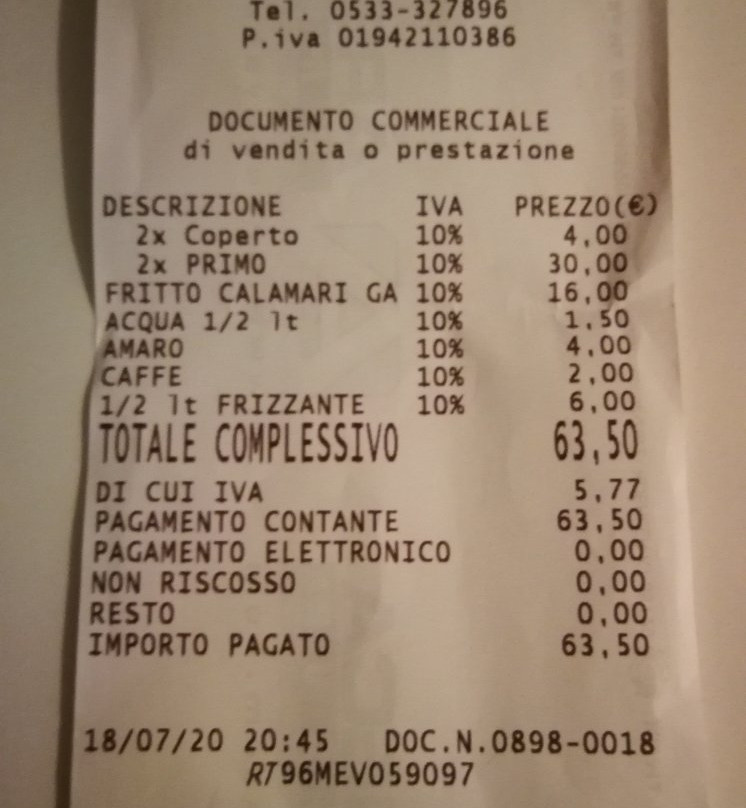 Tel. 0533-327896
P.iva 01942110386
DOCUMENTO COMMERCIALE
di vendita o prestazione
DESCRIZIONE IVA PREZZO(€)
2x Coperto 10% 4,00
2x PRIMO 10% 30,00
FRITTO CALAMARI GA 10% 16,00
ACQUA 1/2 lt 10% 1,50
AMARO 10% 4,00
CAFFE 10% 2,00
1/2 lt FRIZZANTE 10% 6,00
TOTALE COMPLESSIVO 63,50
DI CUI IVA 5,77
PAGAMENTO CONTANTE 63,50
PAGAMENTO ELETTRONICO 0,00
NON RISCOSSO 0,00
RESTO 0,00
IMPORTO PAGATO 63,50
18/07/20 20:45 DOC.N.0898-0018
RT96MEV059097